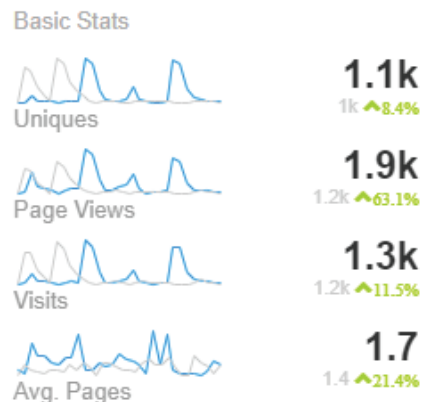 Basic Stats
1.1k
1k 8.4%
Uniques
1.9k
1.2k 63.1%
Page Views
1.3k
1.2k 11.5%
Visits
1.7
1.4 21.4%
Avg. Pages